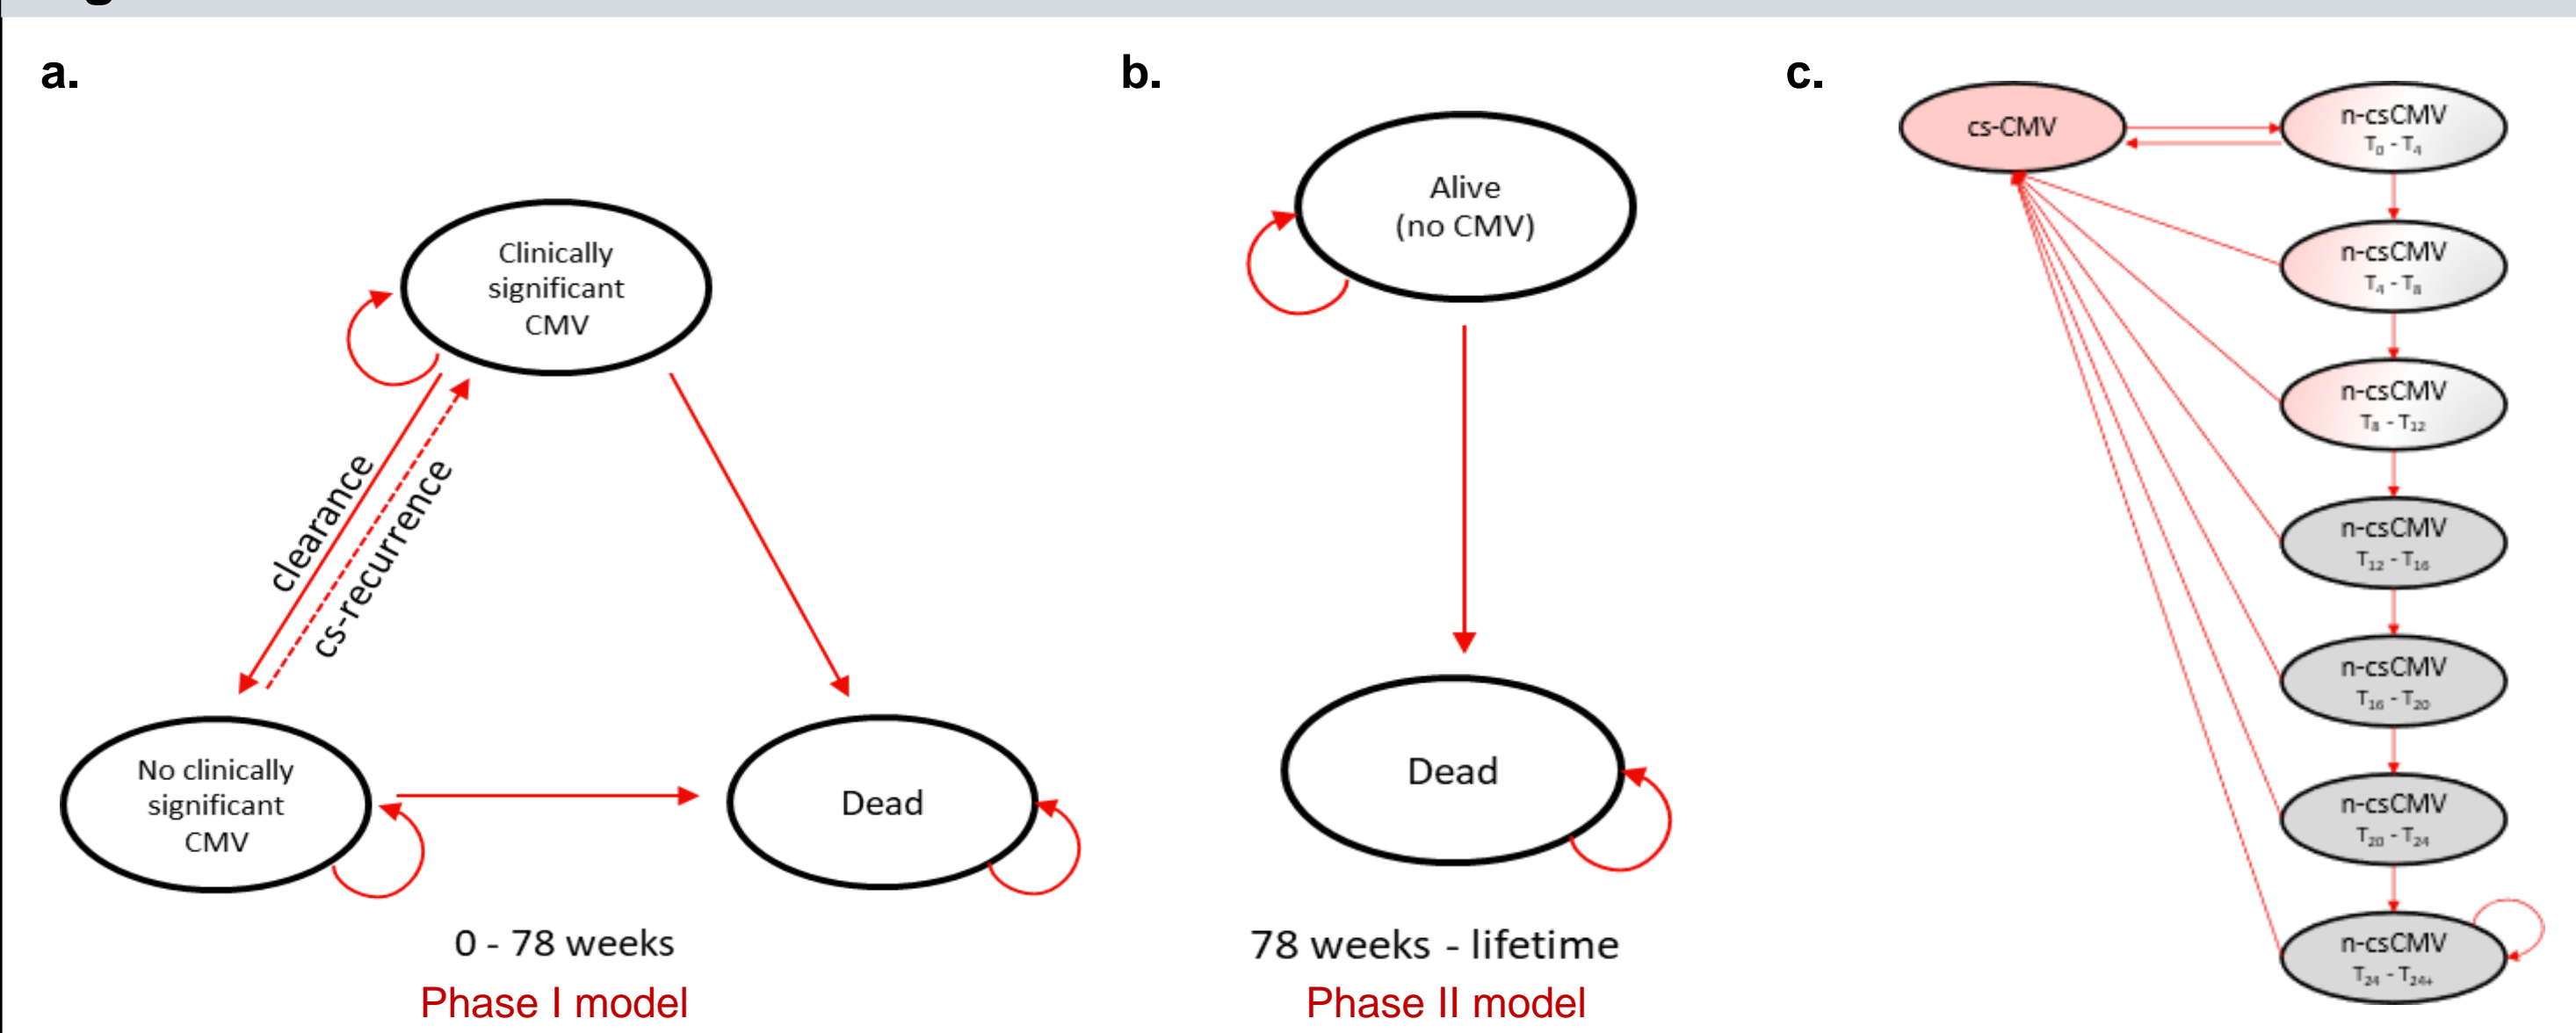 a.
Clinically
significant
CMV
clearance
cs-recurrence
No clinically
significant
CMV
Dead
0 - 78 weeks
Phase I model
b.
Alive
(no CMV)
Dead
78 weeks - lifetime
Phase II model
c.
cs-CMV
n-csCMV
T₀ - T₄
n-csCMV
T₄ - T₈
n-csCMV
T₈ - T₁₂
n-csCMV
T₁₂ - T₁₆
n-csCMV
T₁₆ - T₂₀
n-csCMV
T₂₀ - T₂₄
n-csCMV
T₂₄ - T₂₄₊